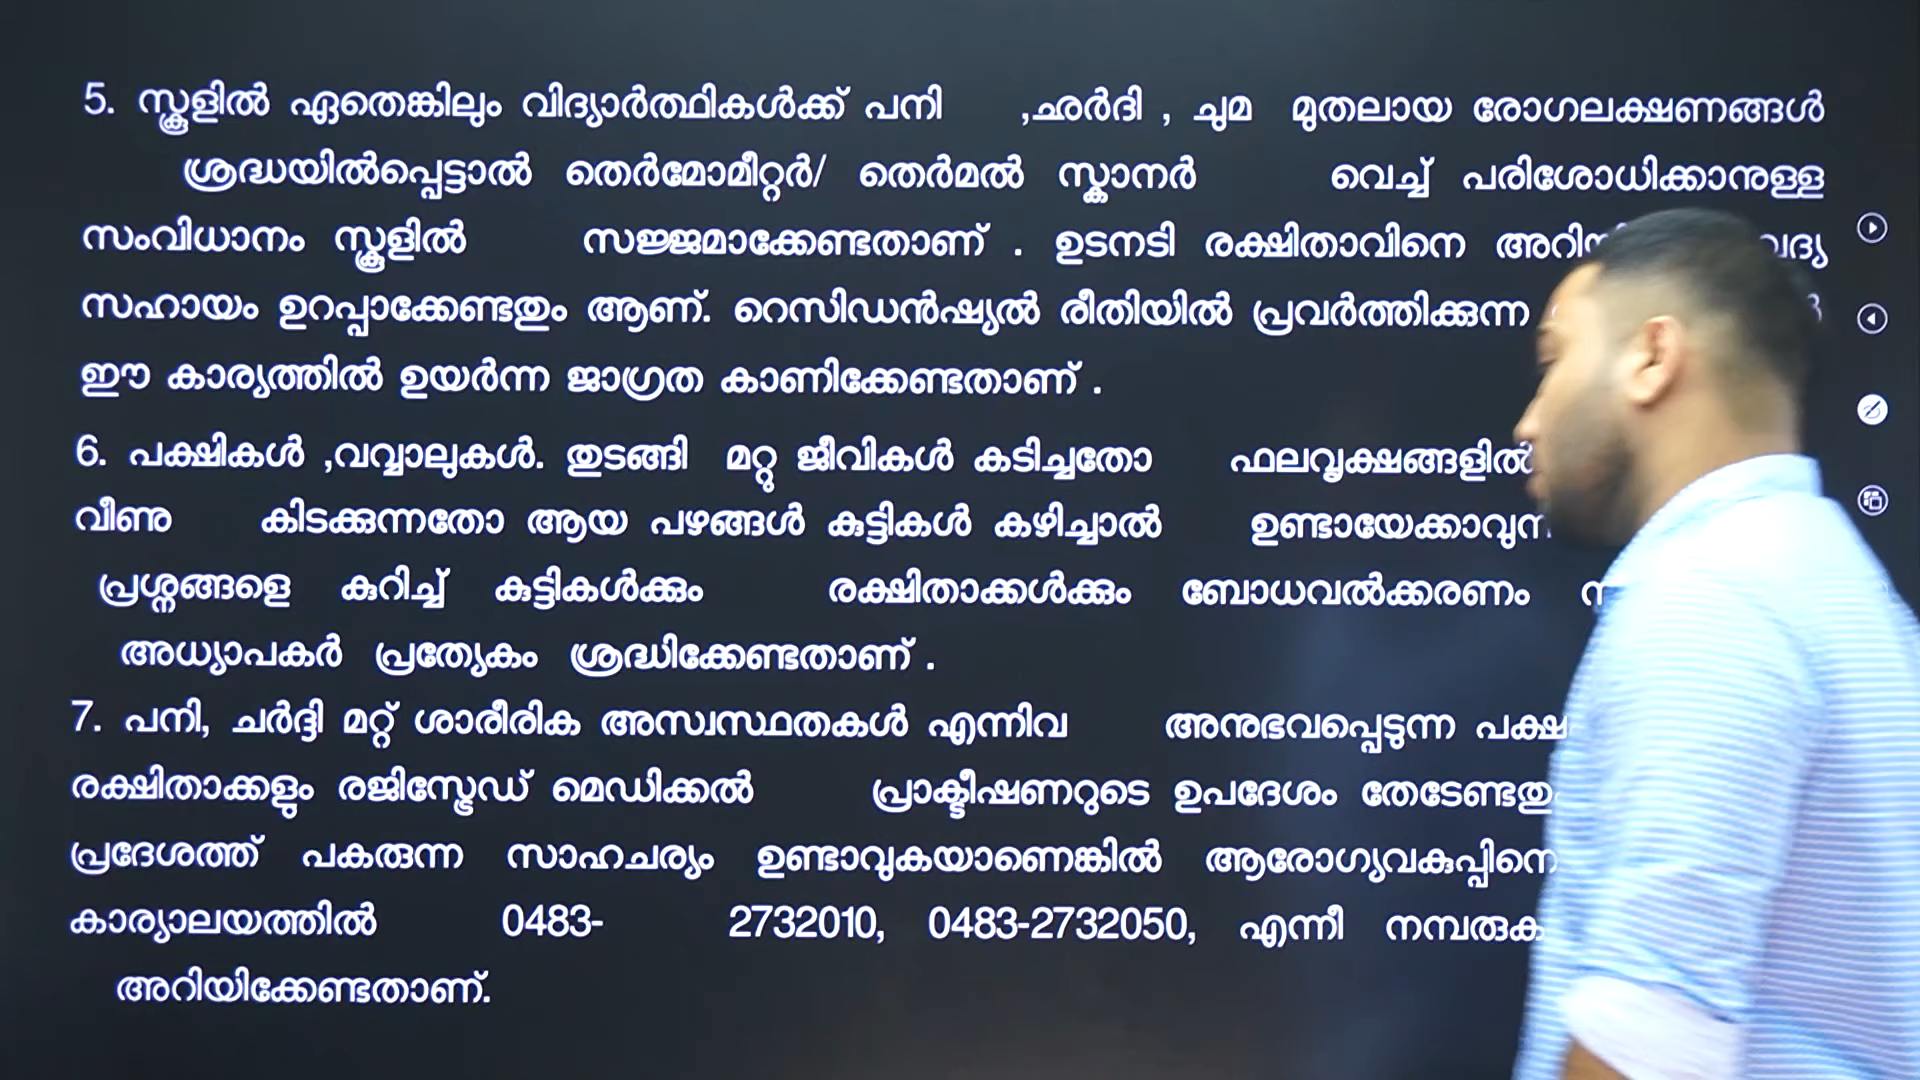 5. സ്കൂളിൽ ഏതെങ്കിലും വിദ്യാർത്ഥികൾക്ക് പനി ,ഛർദി , ചുമ മുതലായ രോഗലക്ഷണങ്ങൾ
ശ്രദ്ധയിൽപ്പെട്ടാൽ തെർമോമീറ്റർ/ തെർമൽ സ്കാനർ വെച്ച് പരിശോധിക്കാനുള്ള
സംവിധാനം സ്കൂളിൽ സജ്ജമാക്കേണ്ടതാണ് . ഉടനടി രക്ഷിതാവിനെ
സഹായം ഉറപ്പാക്കേണ്ടതും ആണ്. റെസിഡൻഷ്യൽ രീതിയിൽ പ്രവർത്തിക്കുന്ന
ഈ കാര്യത്തിൽ ഉയർന്ന ജാഗ്രത കാണിക്കേണ്ടതാണ് .
6. പക്ഷികൾ ,വവ്വാലുകൾ. തുടങ്ങി മറ്റു ജീവികൾ കടിച്ചതോ ഫലവൃക്ഷങ്ങളിൽ
വീണു കിടക്കുന്നതോ ആയ പഴങ്ങൾ കുട്ടികൾ കഴിച്ചാൽ
പ്രശ്നങ്ങളെ കുറിച്ച് കുട്ടികൾക്കും രക്ഷിതാക്കൾക്കും ബോധവൽക്കരണം
അധ്യാപകർ പ്രത്യേകം ശ്രദ്ധിക്കേണ്ടതാണ് .
7. പനി, ചർദ്ദി മറ്റ് ശാരീരിക അസ്വസ്ഥതകൾ എന്നിവ അനുഭവപ്പെടുന്ന
രക്ഷിതാക്കളും രജിസ്ട്രേഡ് മെഡിക്കൽ പ്രാക്ടീഷണറുടെ ഉപദേശം
പ്രദേശത്ത് പകരുന്ന സാഹചര്യം ഉണ്ടാവുകയാണെങ്കിൽ
കാര്യാലയത്തിൽ 0483- 2732010, 0483-2732050, എന്നീ
അറിയിക്കേണ്ടതാണ്.